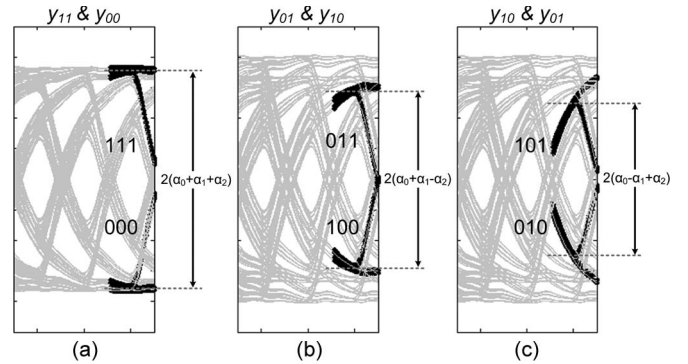 y₁₁ & y₀₀
y₀₁ & y₁₀
y₁₀ & y₀₁
111
000
2(α₀+α₁+α₂)
011
100
2(α₀+α₁-α₂)
101
010
2(α₀-α₁+α₂)
(a)
(b)
(c)